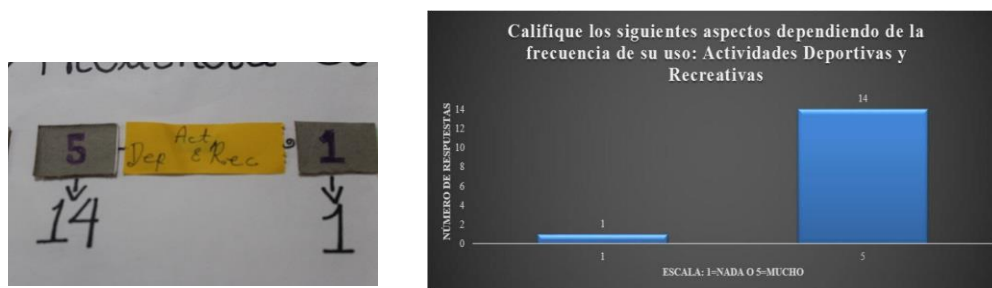 5
Act
Dep & Rec
1
14
1
Califique los siguientes aspectos dependiendo de la
frecuencia de su uso: Actividades Deportivas y
Recreativas
NÚMERO DE RESPUESTAS
14
12
10
8
6
4
2
0
1
14
1
5
ESCALA: 1=NADA O 5=MUCHO